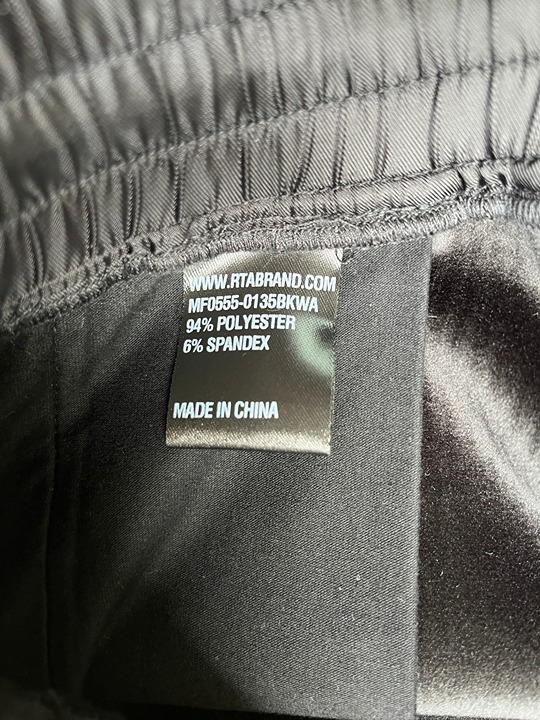 WWW.RTABRAND.COM
MF0555-0135BKWA
94% POLYESTER
6% SPANDEX
MADE IN CHINA